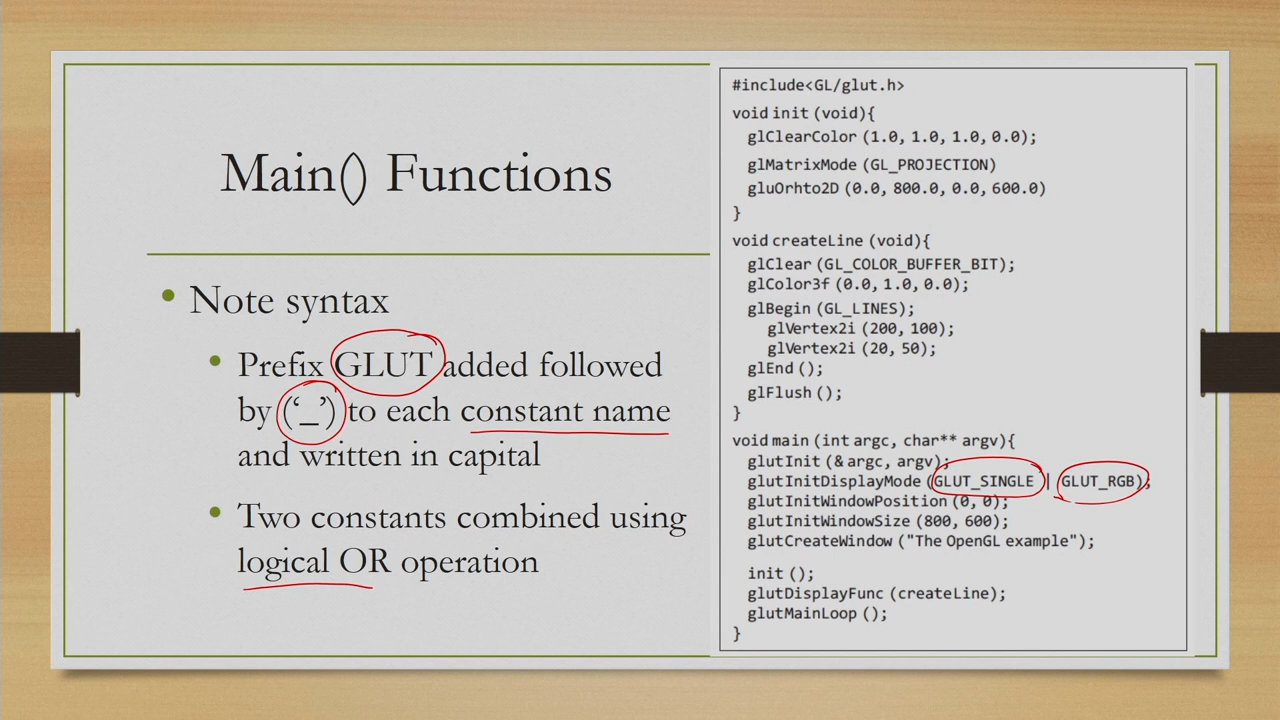 Main() Functions
Note syntax
Prefix GLUT added followed
by (‘_’) to each constant name
and written in capital
Two constants combined using
logical OR operation
#include<GL/glut.h>
void init (void){
glClearColor (1.0, 1.0, 1.0, 0.0);
glMatrixMode (GL_PROJECTION)
gluOrhto2D (0.0, 800.0, 0.0, 600.0)
}
void createLine (void){
glClear (GL_COLOR_BUFFER_BIT);
glColor3f (0.0, 1.0, 0.0);
glBegin (GL_LINES);
glVertex2i (200, 100);
glVertex2i (20, 50);
glEnd ();
glFlush ();
}
void main (int argc, char** argv){
glutInit (& argc, argv);
glutInitDisplayMode (GLUT_SINGLE | GLUT_RGB);
glutInitWindowPosition (0, 0);
glutInitWindowSize (800, 600);
glutCreateWindow ("The OpenGL example");
init ();
glutDisplayFunc (createLine);
glutMainLoop ();
}